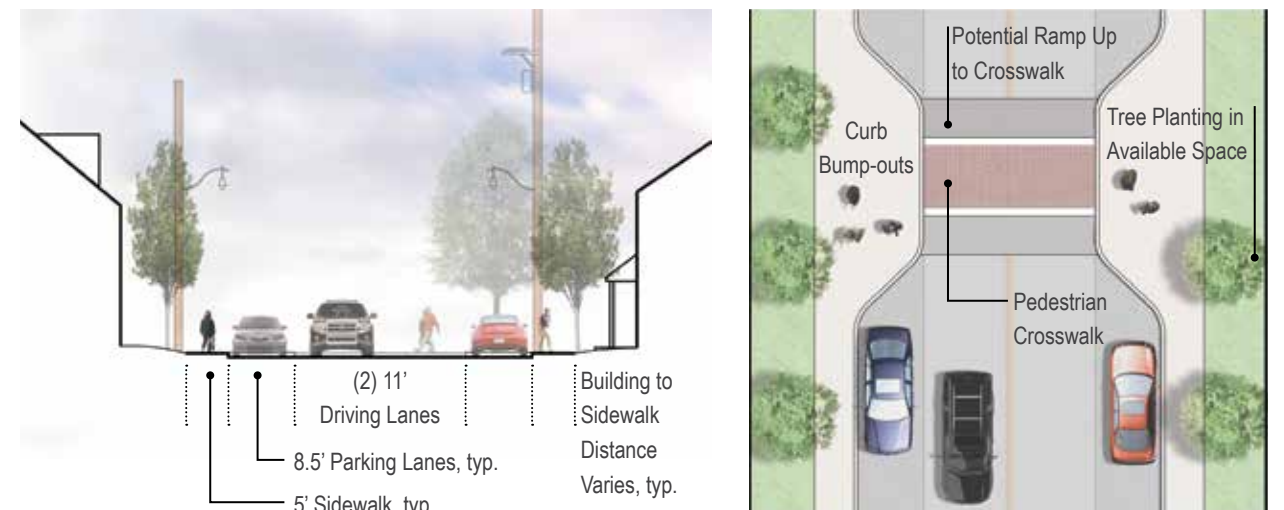 (2) 11’
Driving Lanes
8.5’ Parking Lanes, typ.
5’ Sidewalk, typ.
Building to
Sidewalk
Distance
Varies, typ.
Potential Ramp Up
to Crosswalk
Curb
Bump-outs
Tree Planting in
Available Space
Pedestrian
Crosswalk